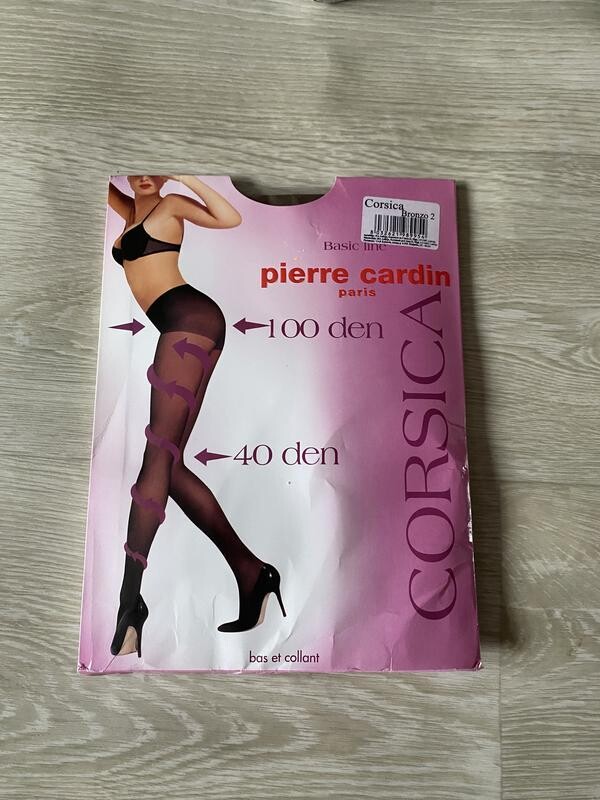 Corsica
Bronzo 2
Basic line
pierre cardin
paris
100 den
40 den
CORSICA
bas et collant